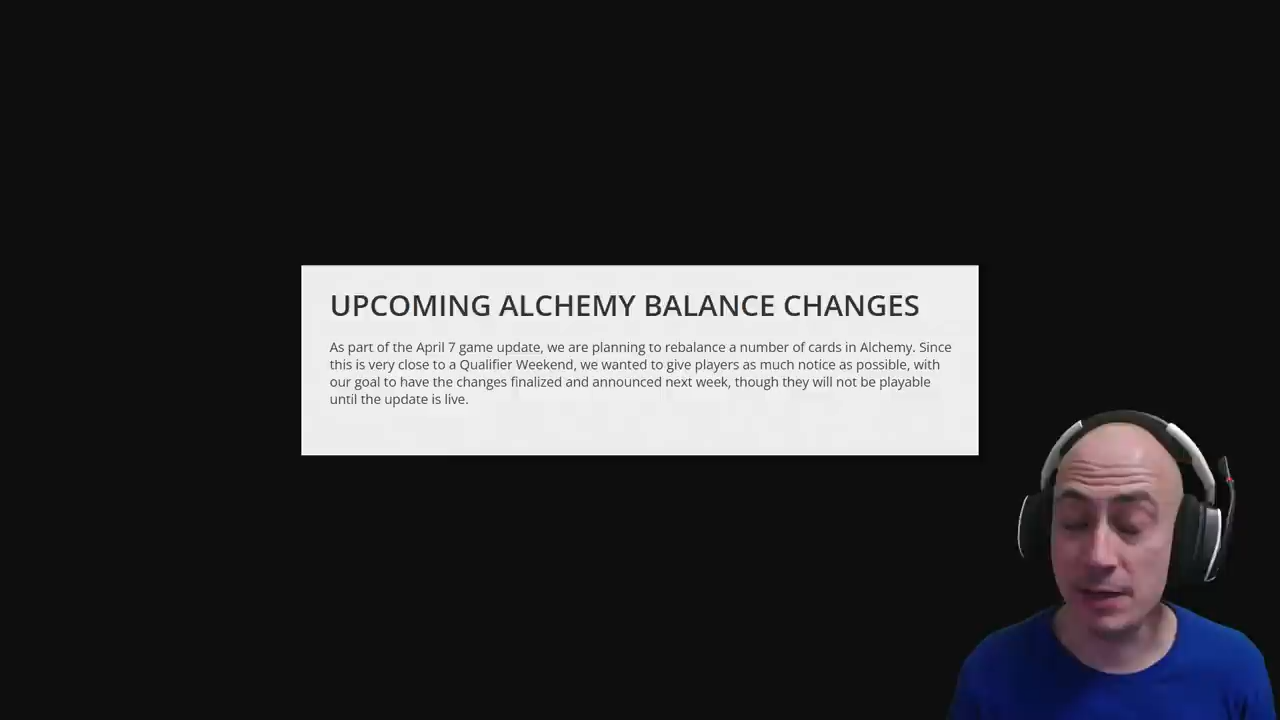 UPCOMING ALCHEMY BALANCE CHANGES
As part of the April 7 game update, we are planning to rebalance a number of cards in Alchemy. Since
this is very close to a Qualifier Weekend, we wanted to give players as much notice as possible, with
our goal to have the changes finalized and announced next week, though they will not be playable
until the update is live.